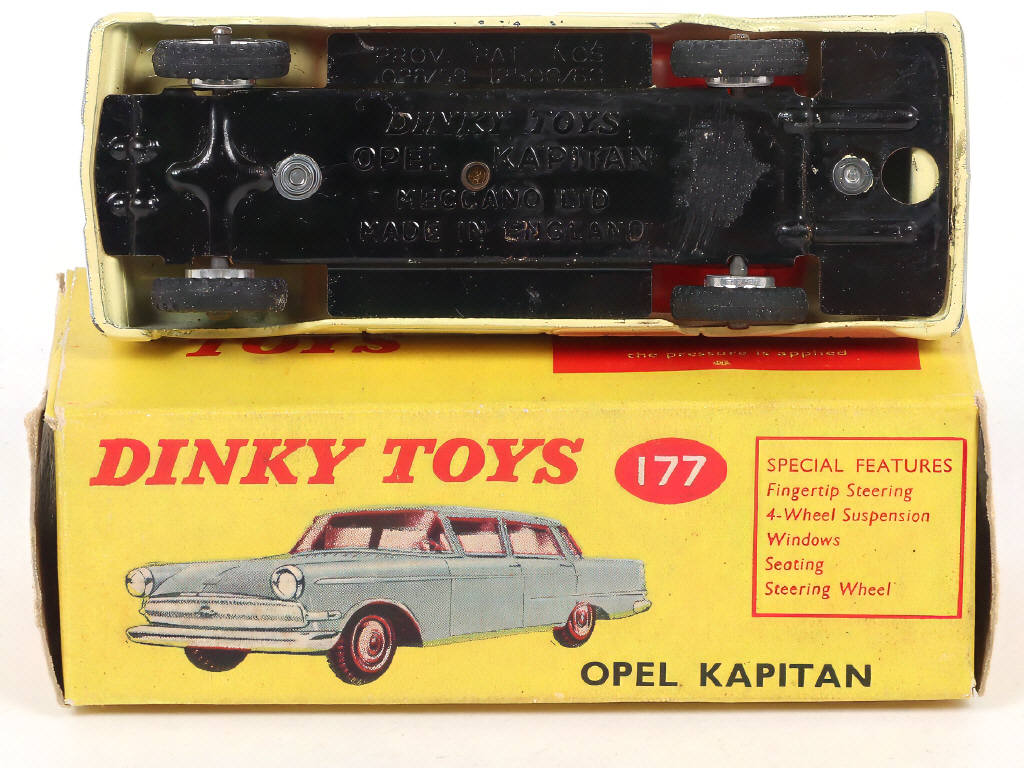 PROV PAT NOS
DINKY TOYS
OPEL KAPITAN
MECCANO LTD
MADE IN ENGLAND
TOYS
the pressure is applied
DINKY TOYS
177
SPECIAL FEATURES
Fingertip Steering
4-Wheel Suspension
Windows
Seating
Steering Wheel
OPEL KAPITAN